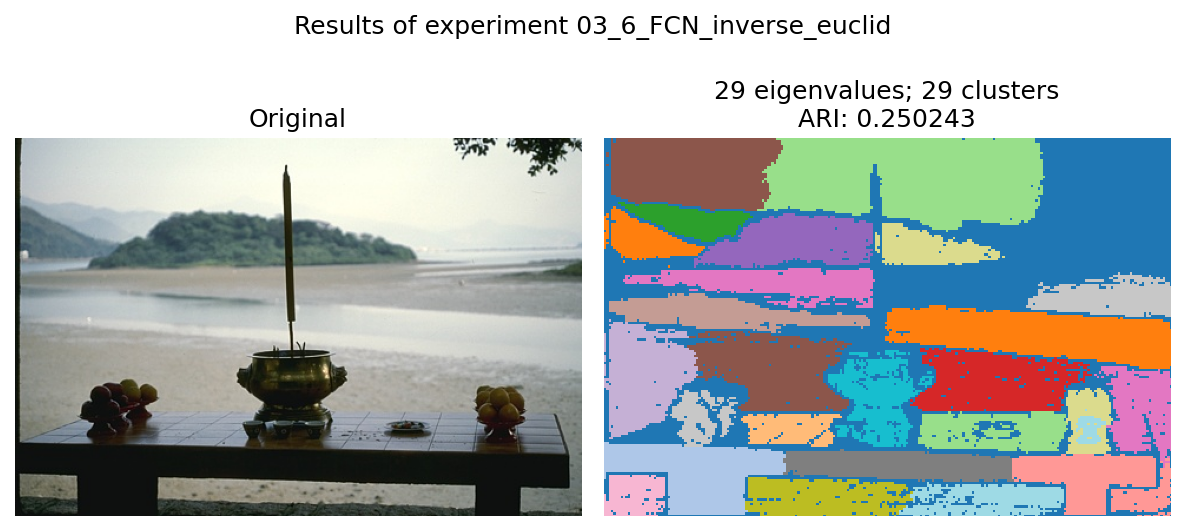 Results of experiment 03_6_FCN_inverse_euclid
Original
29 eigenvalues; 29 clusters
ARI: 0.250243